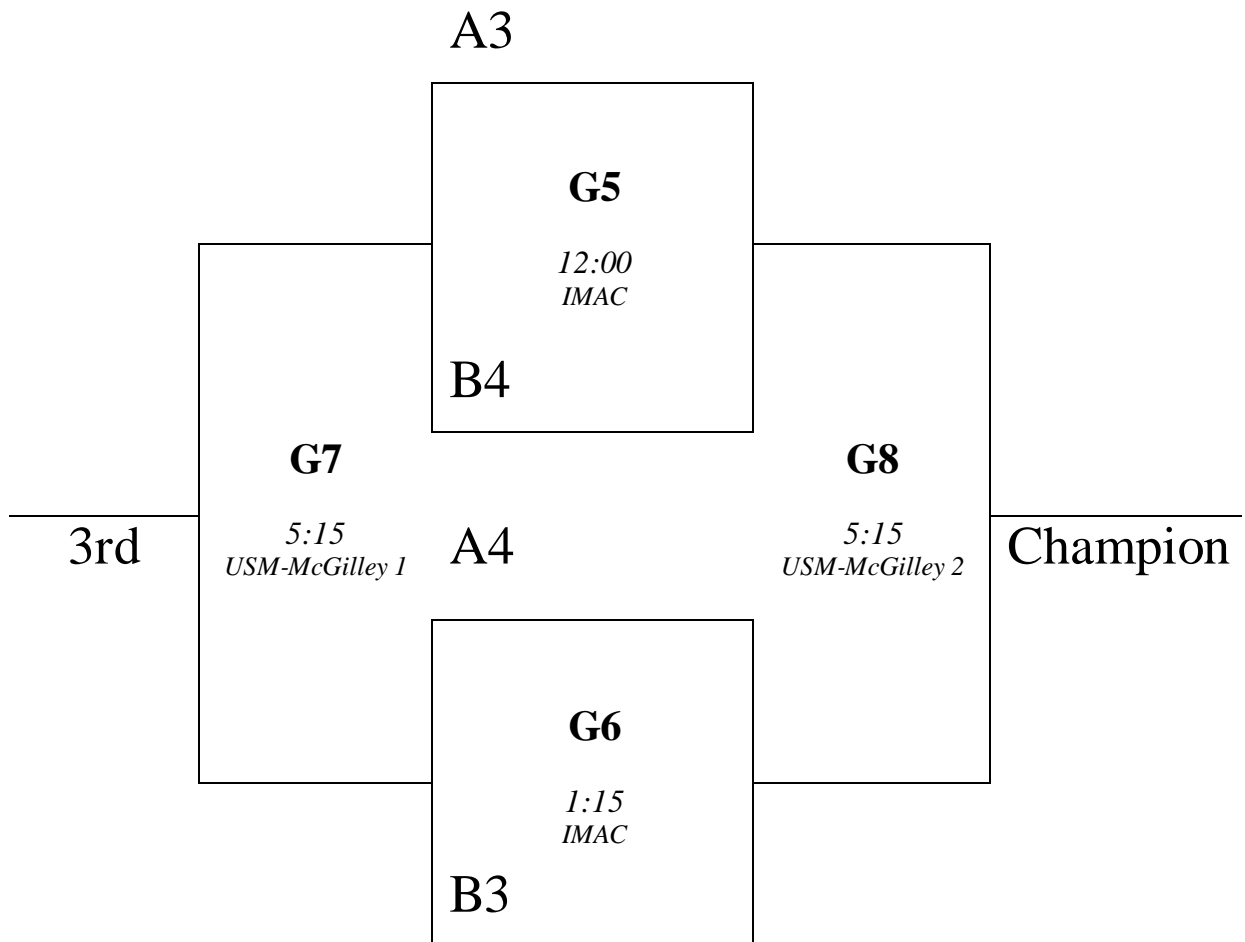 A3
G5
12:00
IMAC
B4
G7
G8
3rd
5:15
USM-McGilley 1
A4
5:15
USM-McGilley 2
Champion
G6
1:15
IMAC
B3